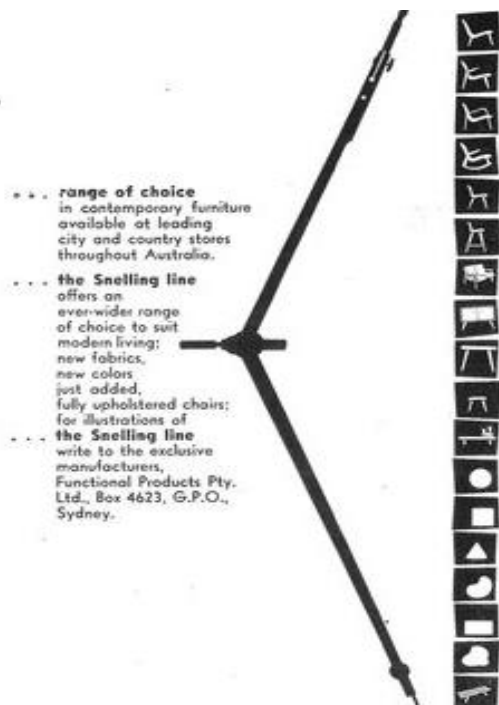 ... range of choice
in contemporary furniture
available at leading
city and country stores
throughout Australia.
... the Snelling line
offers an
ever-wider range
of choice to suit
modern living;
new fabrics,
new colors
just added,
fully upholstered chairs;
for illustrations of
... the Snelling line
write to the exclusive
manufacturers,
Functional Products Pty.
Ltd., Box 4623, G.P.O.,
Sydney.